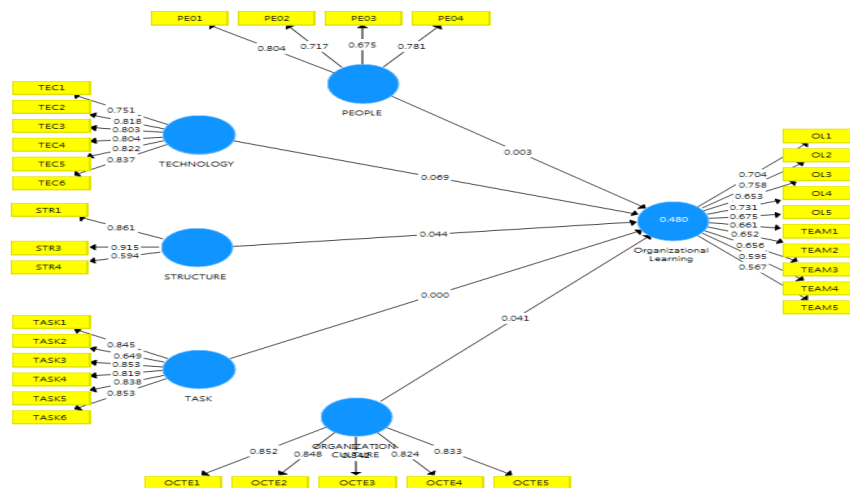 PE01 PE02 PE03 PE04
0.804 0.717 0.675 0.781
PEOPLE
TEC1
TEC2
TEC3
TEC4
TEC5
TEC6
0.751
0.818
0.803
0.804
0.822
0.837
TECHNOLOGY
STR1
STR3
STR4
0.861
0.915
0.594
STRUCTURE
TASK1
TASK2
TASK3
TASK4
TASK5
TASK6
0.845
0.649
0.853
0.819
0.838
0.853
TASK
ORGANIZATION
CULTURE
0.852 0.848 0.824 0.833
OCTE1 OCTE2 OCTE3 OCTE4 OCTE5
0.003
0.069
0.044
0.000
0.041
0.480
Organizational
Learning
0.704
0.758
0.653
0.731
0.675
0.661
0.652
0.656
0.595
0.567
OL1
OL2
OL3
OL4
OL5
TEAM1
TEAM2
TEAM3
TEAM4
TEAM5